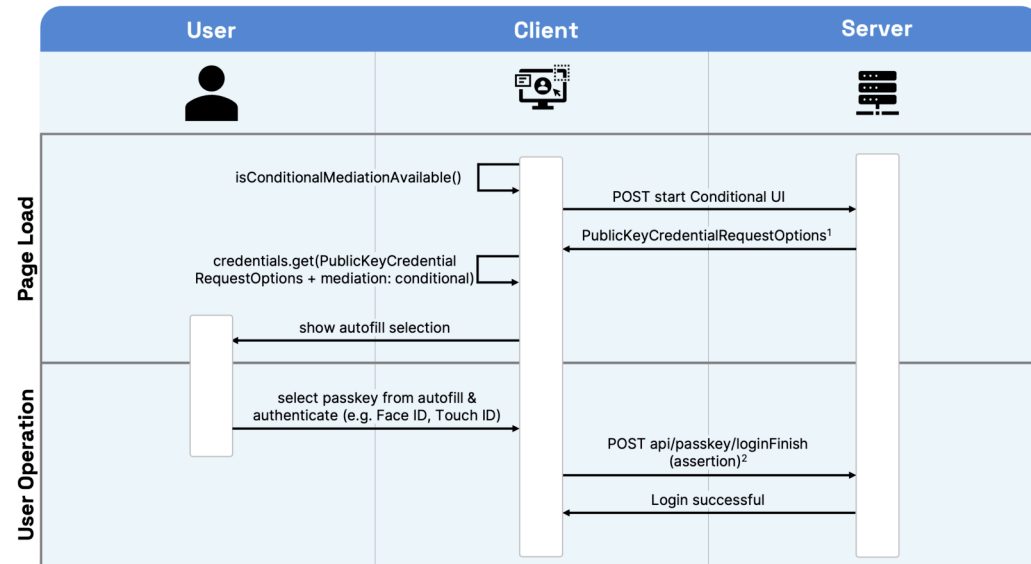 User
Client
Server
Page Load
isConditionalMediationAvailable()
POST start Conditional UI
PublicKeyCredentialRequestOptions¹
credentials.get(PublicKeyCredential
RequestOptions + mediation: conditional)
show autofill selection
User Operation
select passkey from autofill &
authenticate (e.g. Face ID, Touch ID)
POST api/passkey/loginFinish
(assertion)²
Login successful